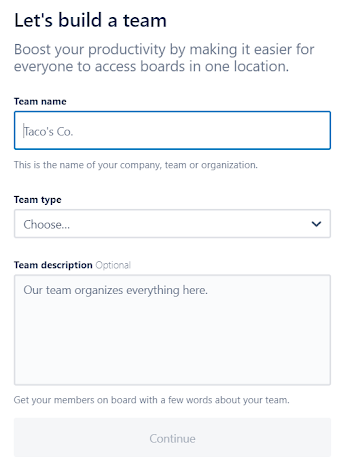 Let's build a team
Boost your productivity by making it easier for
everyone to access boards in one location.
Team name
Taco's Co.
This is the name of your company, team or organization.
Team type
Choose...
Team description Optional
Our team organizes everything here.
Get your members on board with a few words about your team.
Continue